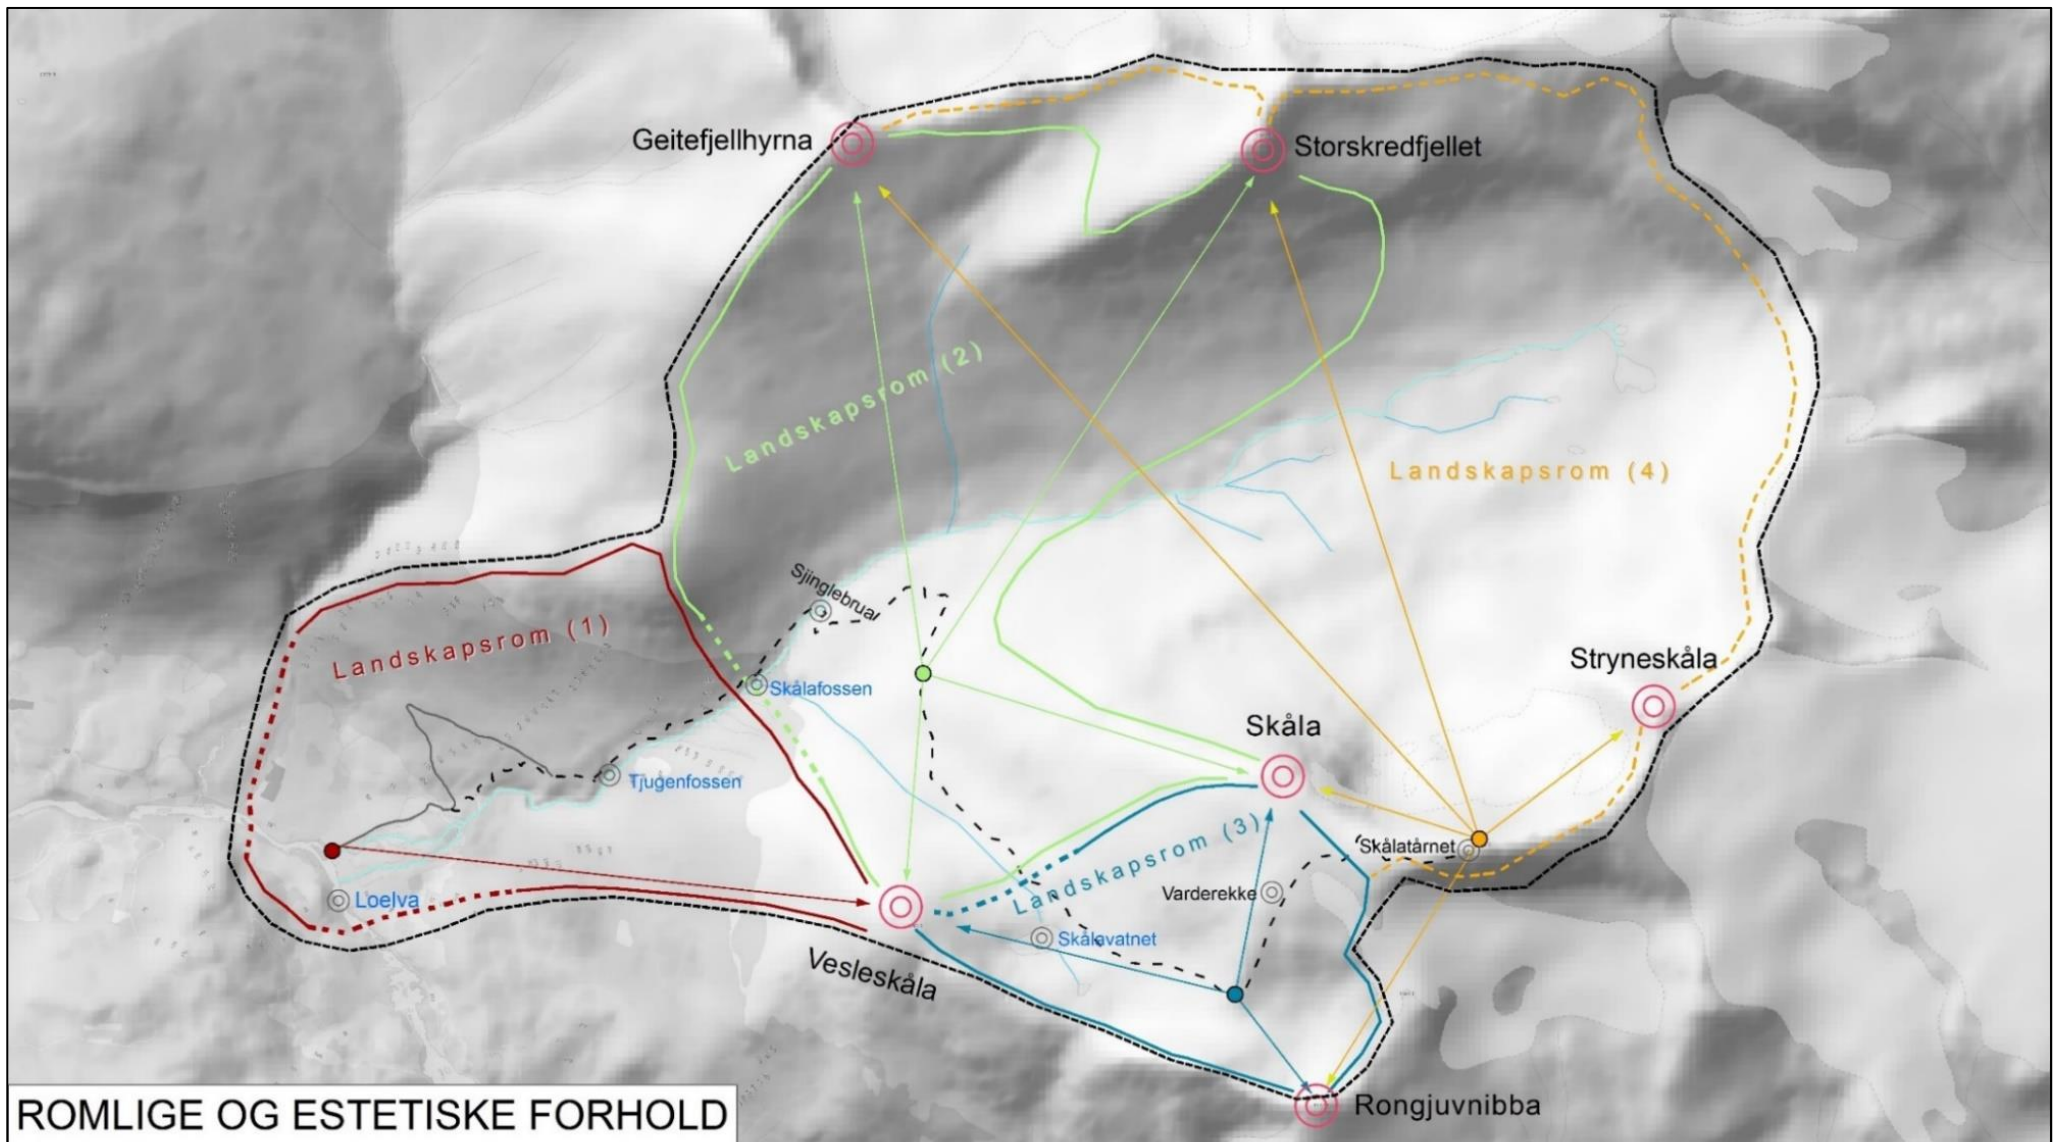 Geitefjellhyrna
Storskredfjellet
Landskapsrom (2)
Landskapsrom (4)
Sjinglebrua
Landskapsrom (1)
Stryneskåla
Skålafossen
Skåla
Tjugenfossen
Landskapsrom (3)
Skålatårnet
Varderekke
Loelva
Skålavatnet
Vesleskåla
Rongjuvnibba
ROMLIGE OG ESTETISKE FORHOLD